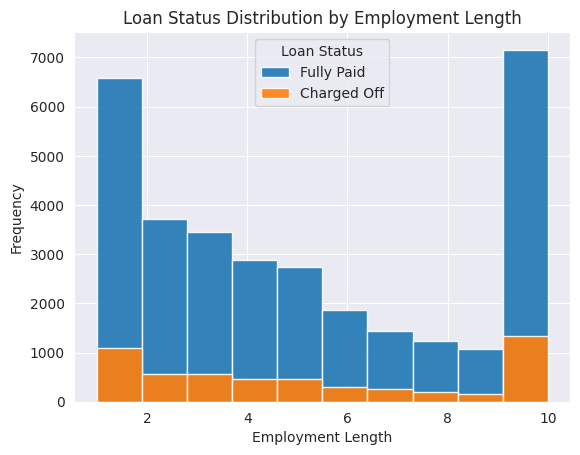 Loan Status Distribution by Employment Length
Loan Status
Fully Paid
Charged Off
Frequency
7000
6000
5000
4000
3000
2000
1000
0
2
4
6
8
10
Employment Length